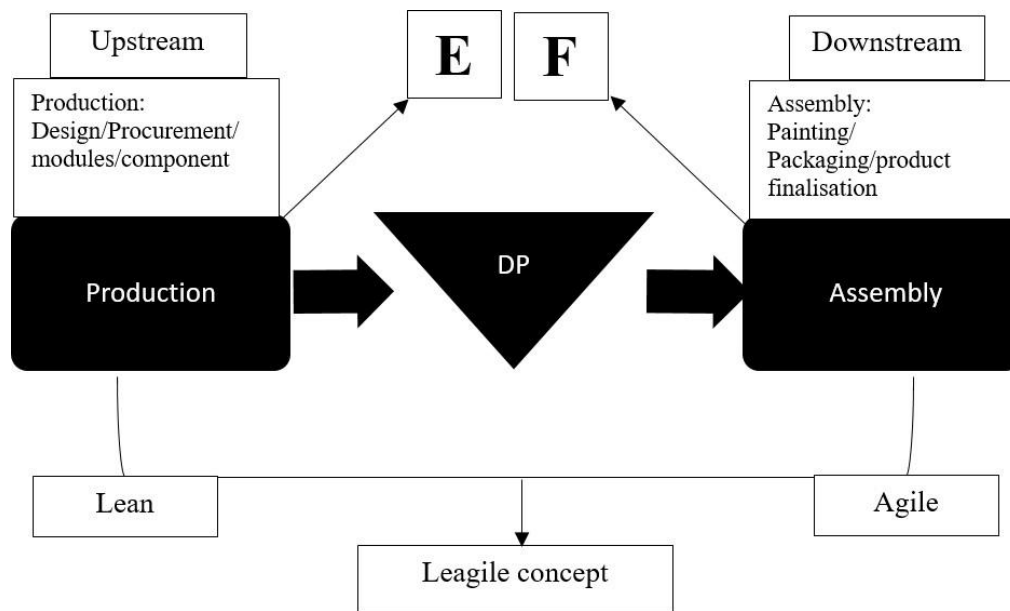 Upstream
E
F
Downstream
Production:
Design/Procurement/
modules/component
Assembly:
Painting/
Packaging/product
finalisation
Production
DP
Assembly
Lean
Agile
Leagile concept